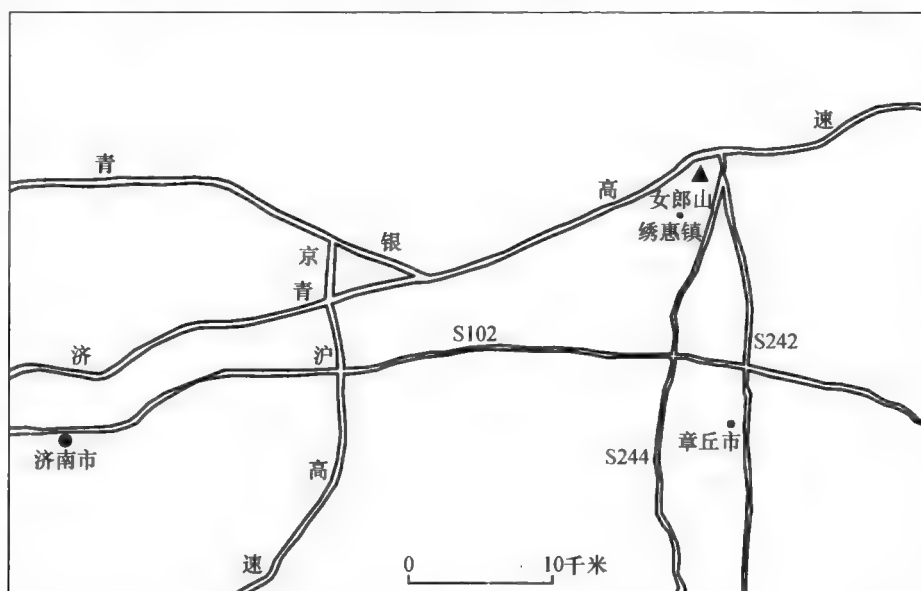 速
青
高
女郎山
绣惠镇
京
银
青
S102
济
沪
S242
济南市
章丘市
S244
高
速
0
10千米